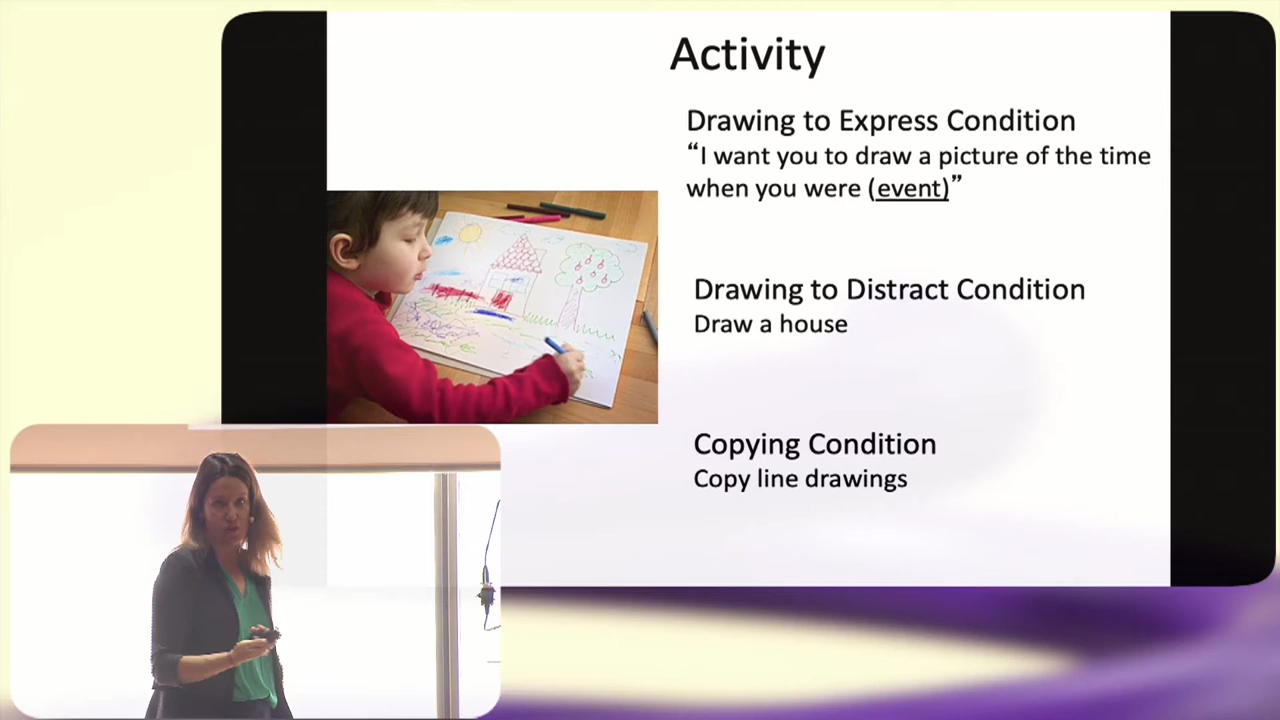 Activity
Drawing to Express Condition
“I want you to draw a picture of the time
when you were (event)”
Drawing to Distract Condition
Draw a house
Copying Condition
Copy line drawings